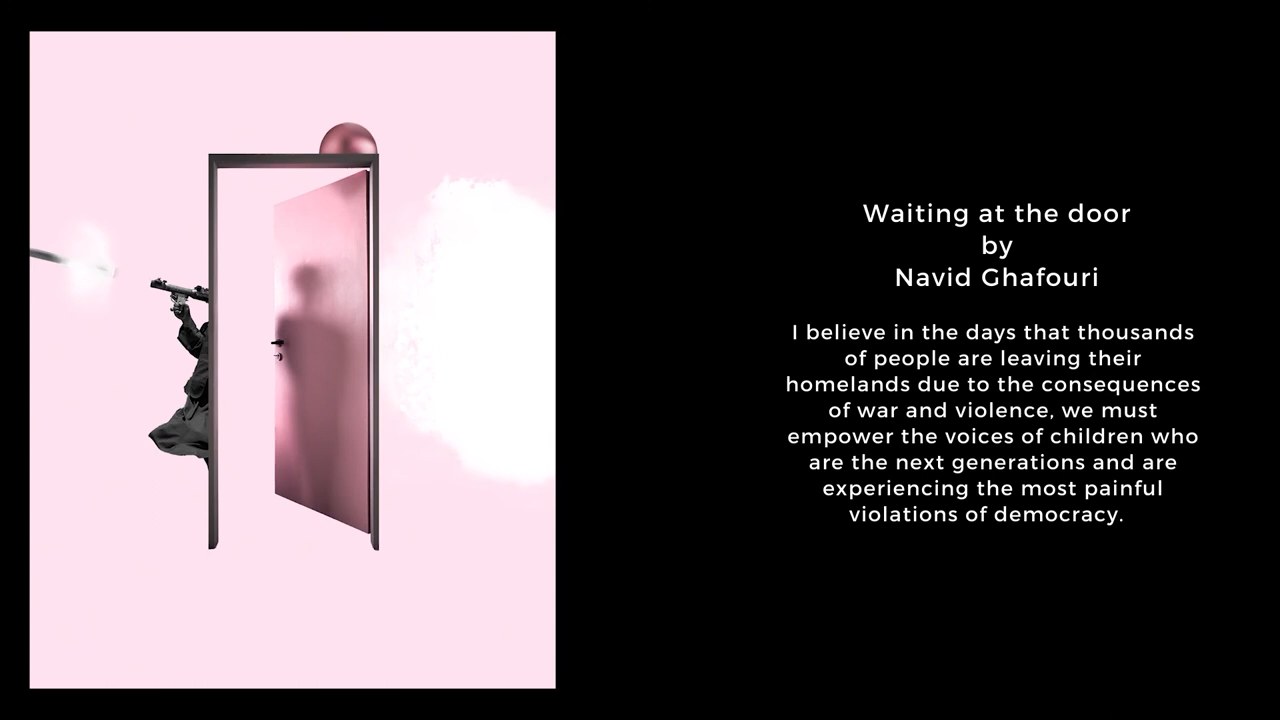 Waiting at the door
by
Navid Ghafouri
I believe in the days that thousands
of people are leaving their
homelands due to the consequences
of war and violence, we must
empower the voices of children who
are the next generations and are
experiencing the most painful
violations of democracy.